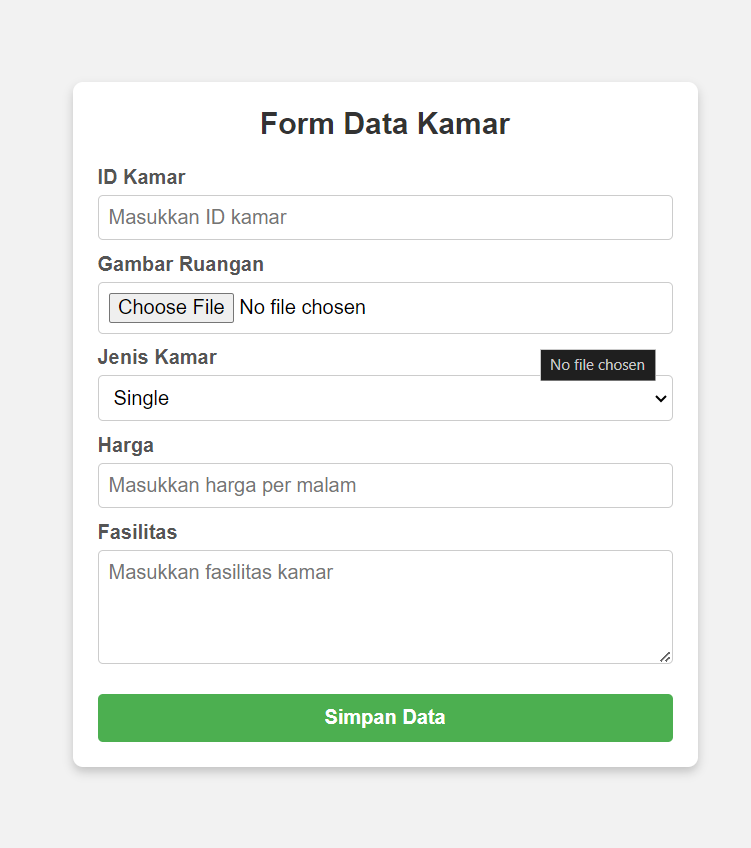 Form Data Kamar
ID Kamar
Masukkan ID kamar
Gambar Ruangan
Choose File No file chosen
Jenis Kamar
No file chosen
Single
Harga
Masukkan harga per malam
Fasilitas
Masukkan fasilitas kamar
Simpan Data